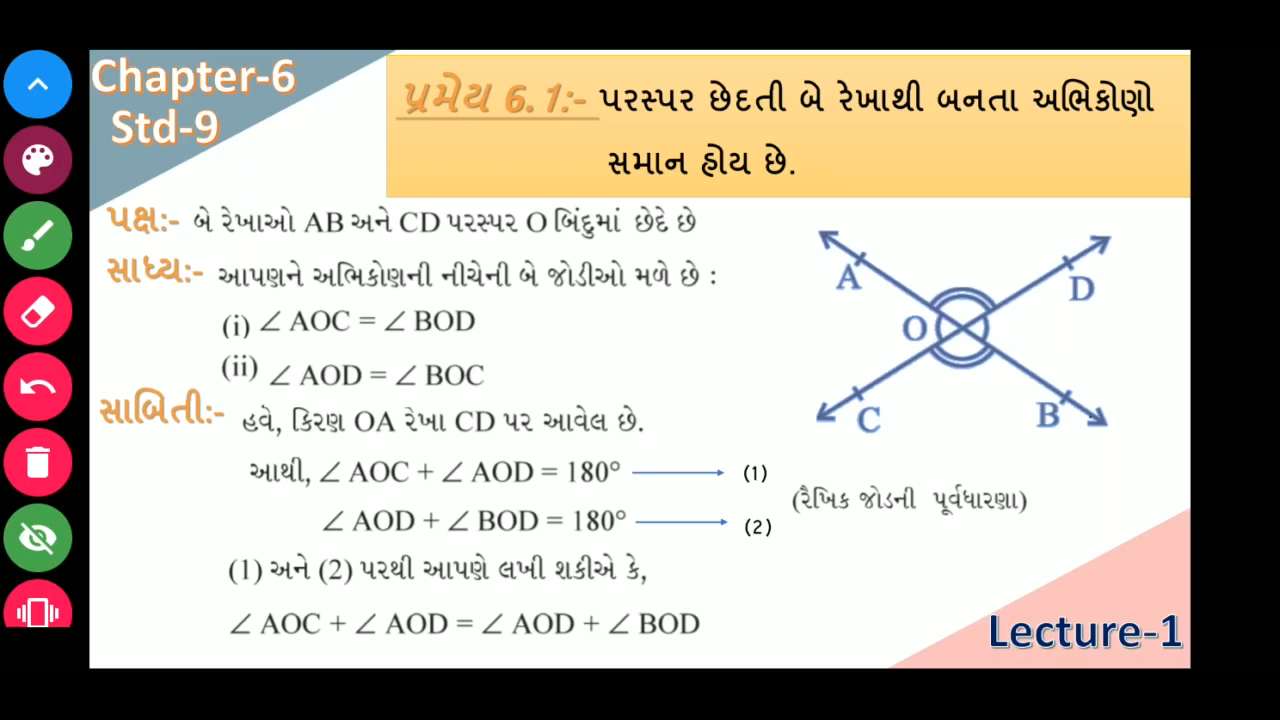 Chapter-6
Std-9
પ્રમેય 6.1:- પરસ્પર છેદતી બે રેખાથી બનતા અભિકોણો
સમાન હોય છે.
પક્ષ:- બે રેખાઓ AB અને CD પરસ્પર O બિંદુમાં છેદે છે
સાધ્ય:- આપણને અભિકોણની નીચેની બે જોડીઓ મળે છે :
(i) ∠ AOC = ∠ BOD
(ii) ∠ AOD = ∠ BOC
સાબિતી:- હવે, કિરણ OA રેખા CD પર આવેલ છે.
આથી, ∠ AOC + ∠ AOD = 180° (1)
(રૈખિક જોડની પૂર્વધારણા)
∠ AOD + ∠ BOD = 180° (2)
(1) અને (2) પરથી આપણે લખી શકીએ કે,
∠ AOC + ∠ AOD = ∠ AOD + ∠ BOD
A
D
O
C
B
Lecture-1